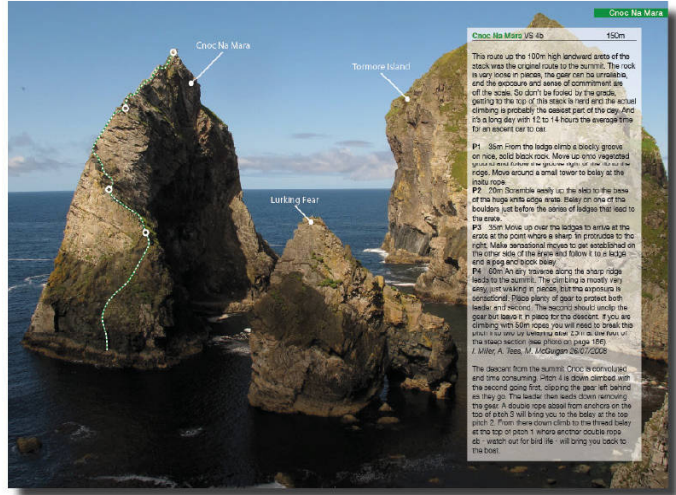 Cnoc Na Mara
Cnoc Na Mara
Tormore Island
Lurking Fear
Cnoc Na Mara VS 4b 150m
This route up the 100m high landward arete of the
stack was the original route to the summit. The rock
is very loose in places, the gear can be unreliable,
and the exposure and sense of commitment are
off the scale. So don't be fooled by the grade,
getting to the top of this stack is hard and the actual
climbing is probably the easiest part of the day. And
it's a long day with 12 to 14 hours the average time
for an ascent car to car.
P1 35m From the ledge climb a blocky groove
on nice, solid black rock. Move up onto vegetated
ground and follow the groove right of the rib to the
ridge. Move around a small tower to belay at the
insitu rope.
P2 20m Scramble easily up the slab to the base
of the huge knife edge arete. Belay on one of the
boulders just before the series of ledges that lead to
the arete.
P3 35m Move up over the ledges to arrive at the
arete at the point where a sharp fin protrudes to the
right. Make sensational moves to get established on
the other side of the arete and follow it to a ledge
and a peg and block belay.
P4 60m An airy traverse along the sharp ridge
leads to the summit. The climbing is mostly very
easy, just walking in places, but the exposure is
sensational. Place plenty of gear to protect both
leader and second. The second should unclip the
gear but leave it in place for the descent. If you are
climbing with 50m ropes you will need to break this
pitch into two by belaying after 25m at the foot of
the steep section (see photo on page 186).
I. Miller, A. Tees, M. McGuigan 26/07/2008
The descent from the summit Cnoc is convoluted
and time consuming. Pitch 4 is down climbed with
the second going first, clipping the gear left behind
as they go. The leader then leads down removing
the gear. A double rope abseil from anchors on the
top of pitch 3 will bring you to the belay at the top
pitch 2. From there down climb to the thread belay
at the top of pitch 1 where another double rope
ab - watch out for bird life - will bring you back to
the boat.